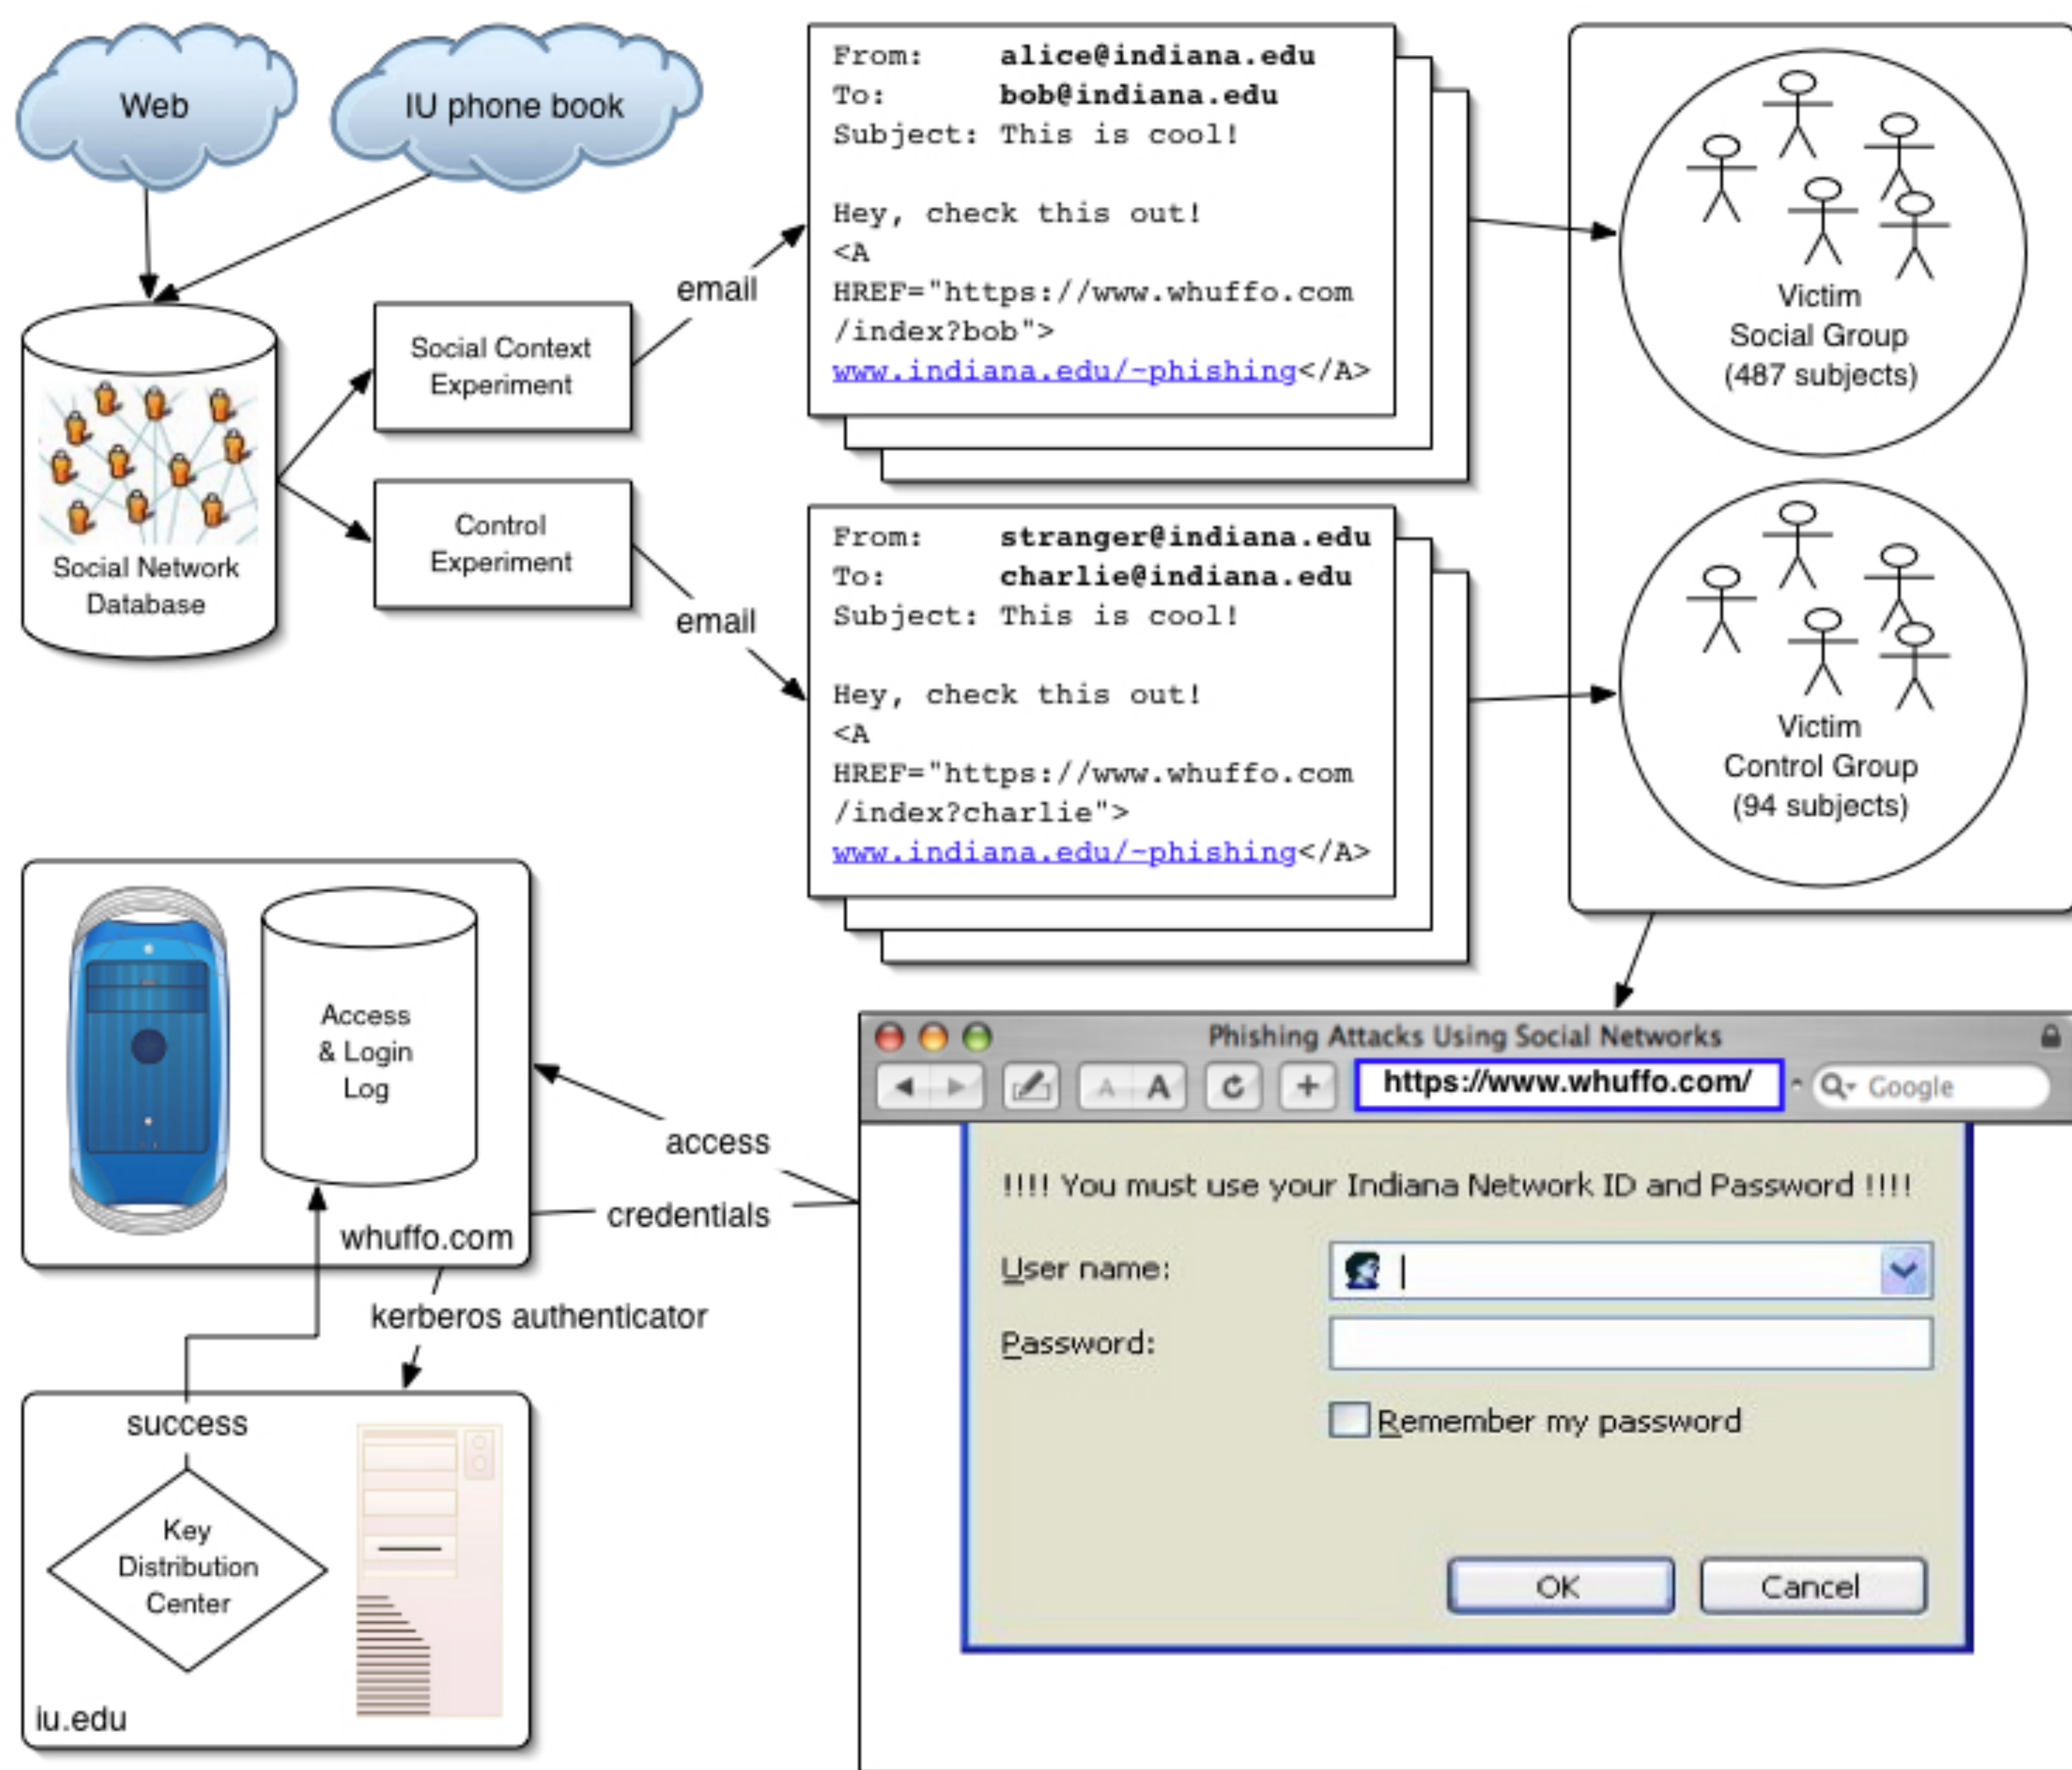 Web
IU phone book
Social Network
Database
Social Context
Experiment
Control
Experiment
email
email
From: alice@indiana.edu
To: bob@indiana.edu
Subject: This is cool!
Hey, check this out!
<A
HREF="https://www.whuffo.com
/index?bob">
www.indiana.edu/~phishing</A>
From: stranger@indiana.edu
To: charlie@indiana.edu
Subject: This is cool!
Hey, check this out!
<A
HREF="https://www.whuffo.com
/index?charlie">
www.indiana.edu/~phishing</A>
Victim
Social Group
(487 subjects)
Victim
Control Group
(94 subjects)
Access
& Login
Log
whuffo.com
access
credentials
kerberos authenticator
success
Key
Distribution
Center
iu.edu
Phishing Attacks Using Social Networks
A A https://www.whuffo.com/ Google
!!!! You must use your Indiana Network ID and Password !!!!
User name:
Password:
Remember my password
OK Cancel